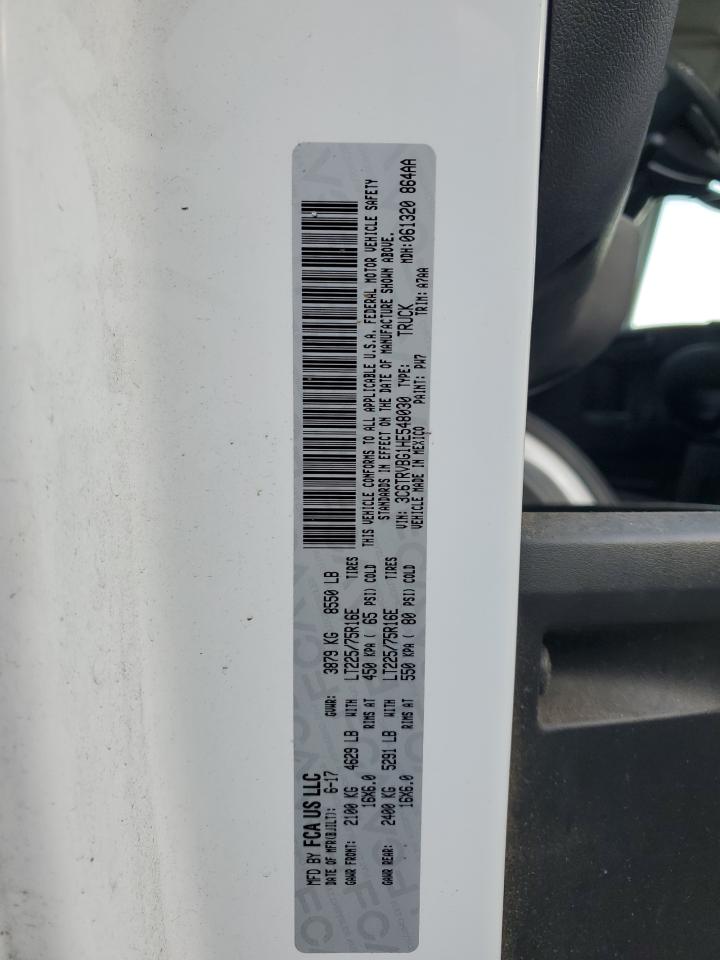 MFD BY FCA US LLC
DATE OF MFR(BUILT): 6-17 GVWR: 3879 KG 8550 LB
GAWR FRONT: 2100 KG 4629 LB WITH LT225/75R16E TIRES
16X6.0 RIMS AT 450 KPA ( 65 PSI) COLD
GAWR REAR: 2400 KG 5291 LB WITH LT225/75R16E TIRES
16X6.0 RIMS AT 550 KPA ( 80 PSI) COLD
THIS VEHICLE CONFORMS TO ALL APPLICABLE U.S.A. FEDERAL MOTOR VEHICLE SAFETY
STANDARDS IN EFFECT ON THE DATE OF MANUFACTURE SHOWN ABOVE.
VIN: 3C6TRVBG1HE548030 TYPE: TRUCK MDH:061320 864AA
VEHICLE MADE IN MEXICO PAINT: PW7 TRIM: A7AA